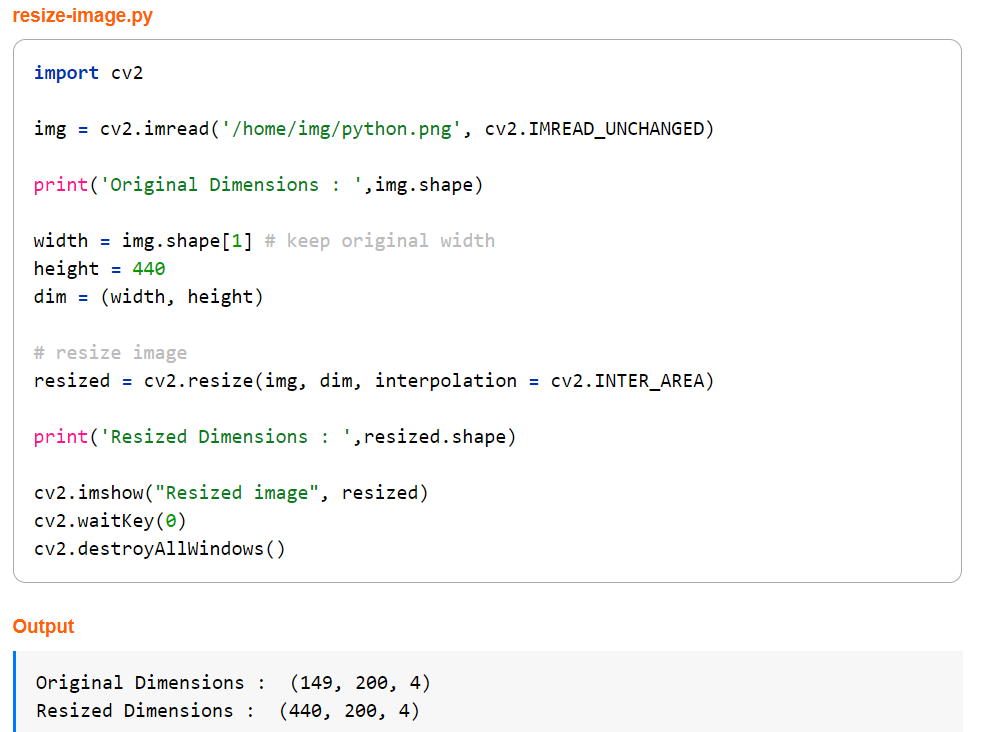 resize-image.py
import cv2
img = cv2.imread('/home/img/python.png', cv2.IMREAD_UNCHANGED)
print('Original Dimensions : ',img.shape)
width = img.shape[1] # keep original width
height = 440
dim = (width, height)
# resize image
resized = cv2.resize(img, dim, interpolation = cv2.INTER_AREA)
print('Resized Dimensions : ',resized.shape)
cv2.imshow("Resized image", resized)
cv2.waitKey(0)
cv2.destroyAllWindows()
Output
Original Dimensions :  (149, 200, 4)
Resized Dimensions :  (440, 200, 4)